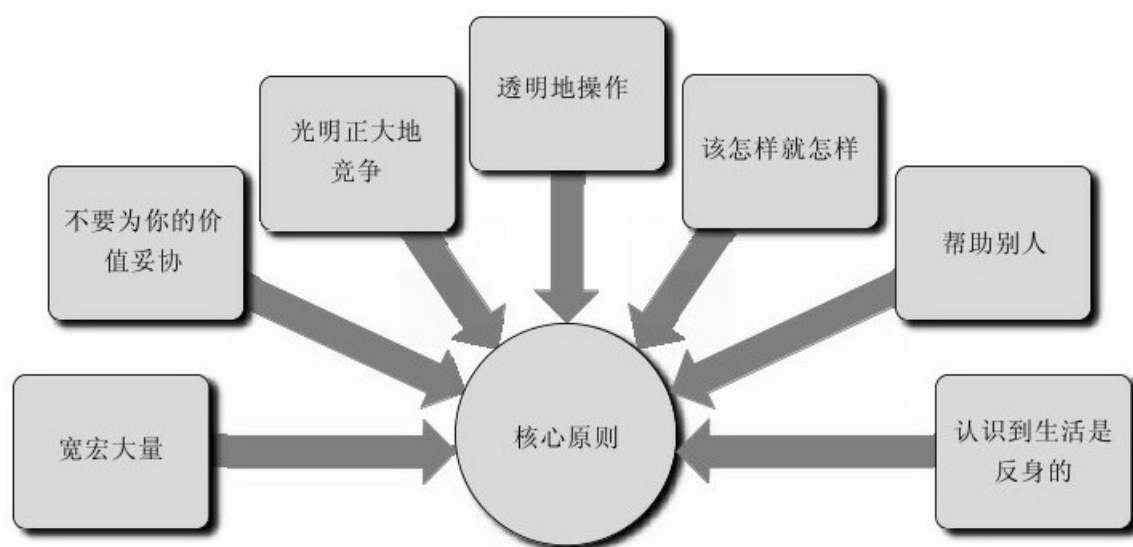 透明地操作
光明正大地
竞争
该怎样就怎样
不要为你的价
值妥协
帮助别人
宽宏大量
核心原则
认识到生活是
反身的